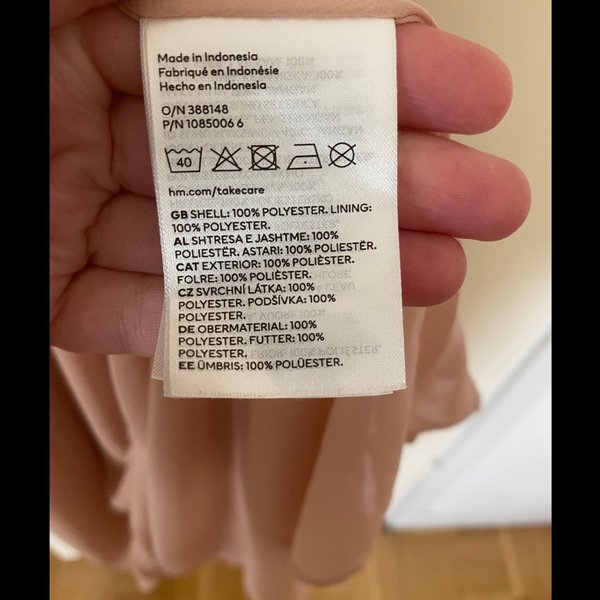 Made in Indonesia
Fabriqué en Indonésie
Hecho en Indonesia
O/N 388148
P/N 1085006 6
40
hm.com/takecare
GB SHELL: 100% POLYESTER. LINING:
100% POLYESTER.
AL SHTRESA E JASHTME: 100%
POLIESTËR. ASTARI: 100% POLIESTËR.
CAT EXTERIOR: 100% POLIÈSTER.
FOLRE: 100% POLIÈSTER.
CZ SVRCHNÍ LÁTKA: 100%
POLYESTER. PODŠÍVKA: 100%
POLYESTER.
DE OBERMATERIAL: 100%
POLYESTER. FUTTER: 100%
POLYESTER.
EE ÜMBRIS: 100% POLÜESTER.